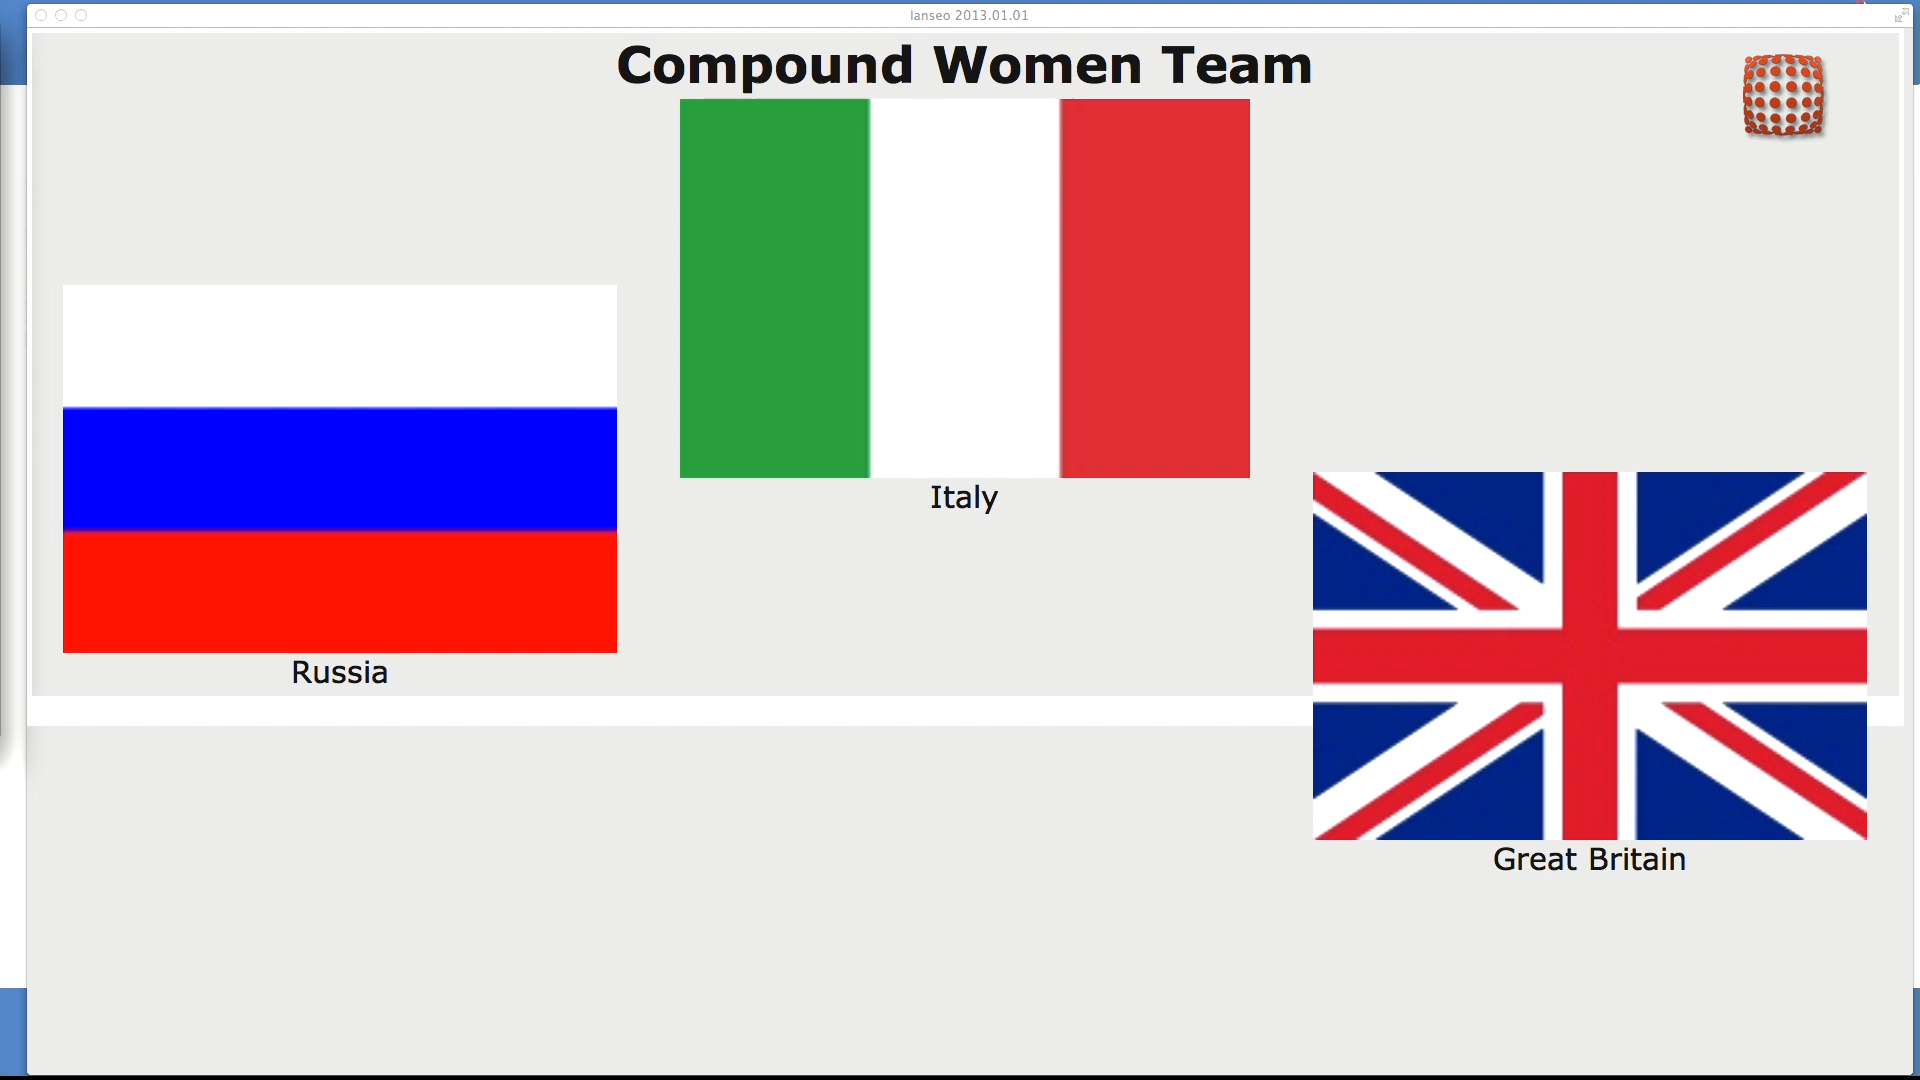 Ianseo 2013.01.01
Compound Women Team
Italy
Russia
Great Britain